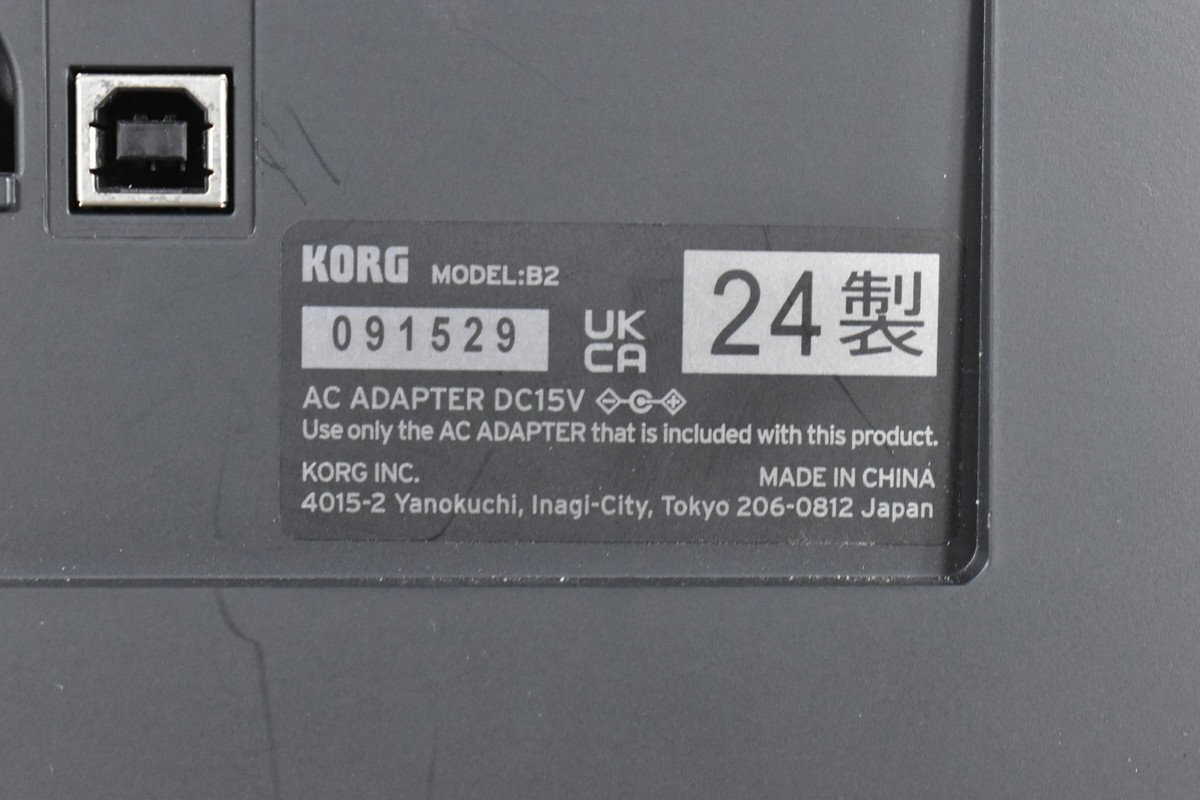 KORG MODEL:B2
091529
UK
CA
24製
AC ADAPTER DC15V
Use only the AC ADAPTER that is included with this product.
KORG INC.
MADE IN CHINA
4015-2 Yanokuchi, Inagi-City, Tokyo 206-0812 Japan